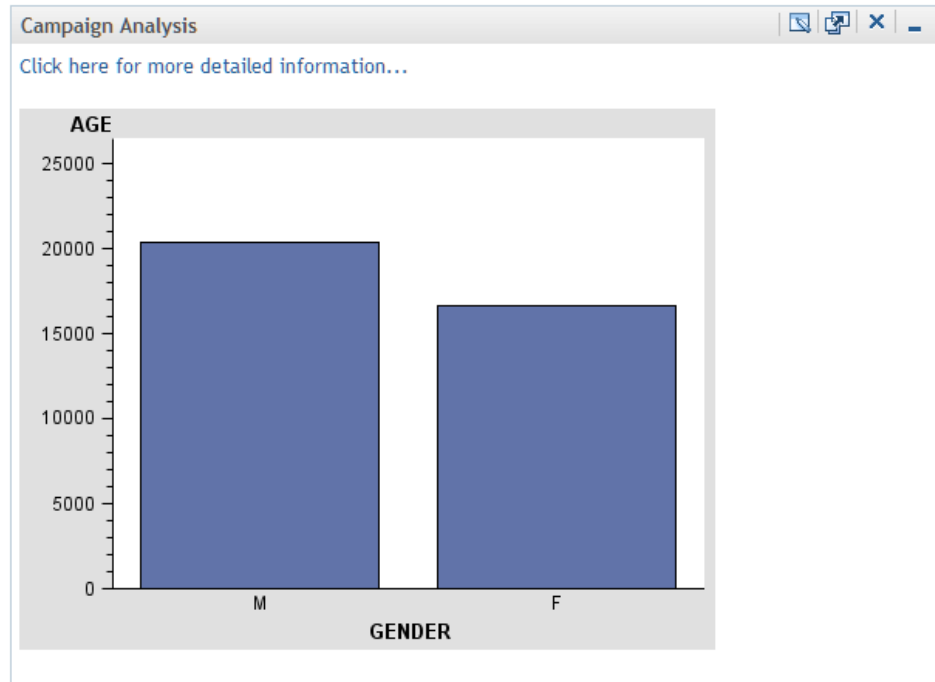 Campaign Analysis
Click here for more detailed information...
AGE
25000
20000
15000
10000
5000
0
M F
GENDER